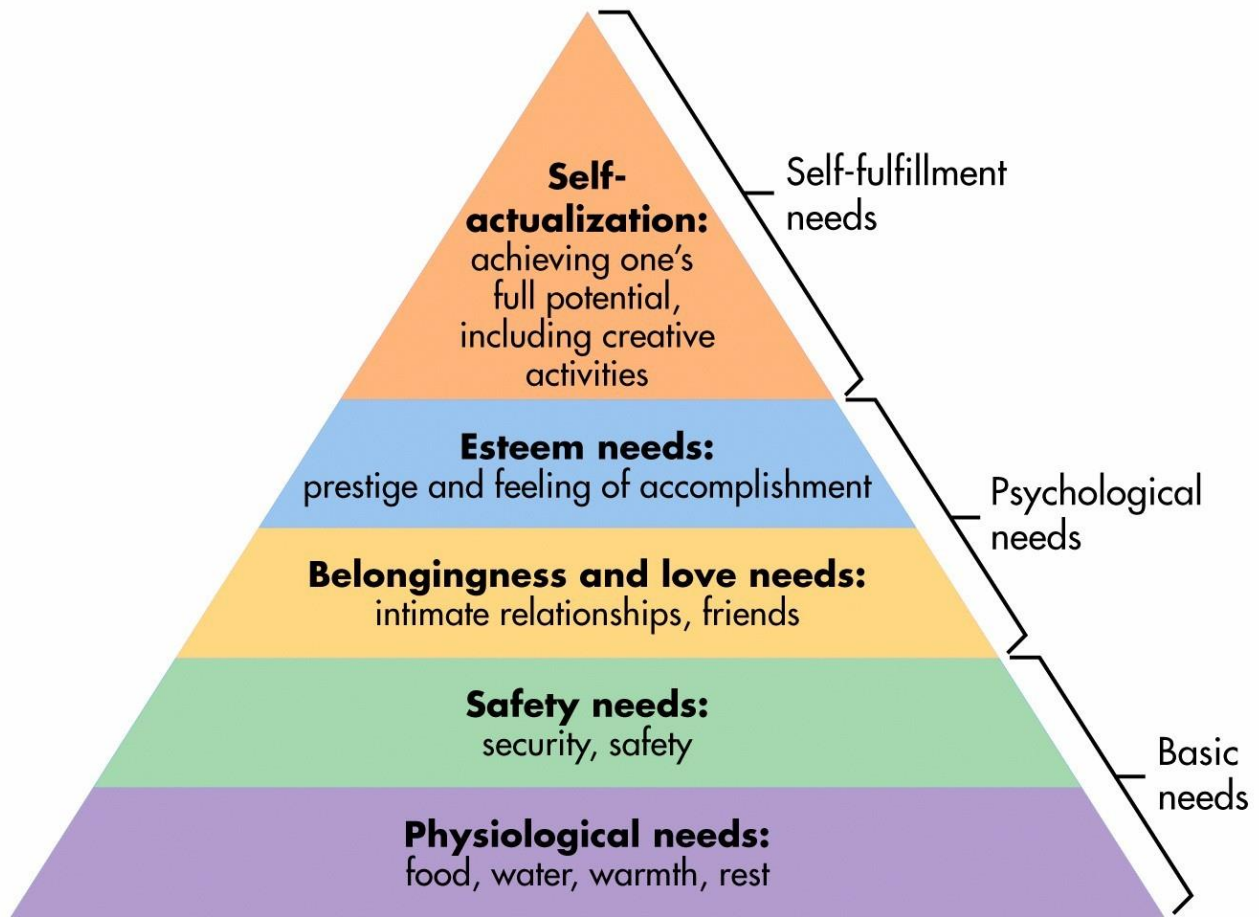 Self-
actualization:
achieving one's
full potential,
including creative
activities
Self-fulfillment
needs
Esteem needs:
prestige and feeling of accomplishment
Psychological
needs
Belongingness and love needs:
intimate relationships, friends
Safety needs:
security, safety
Basic
needs
Physiological needs:
food, water, warmth, rest